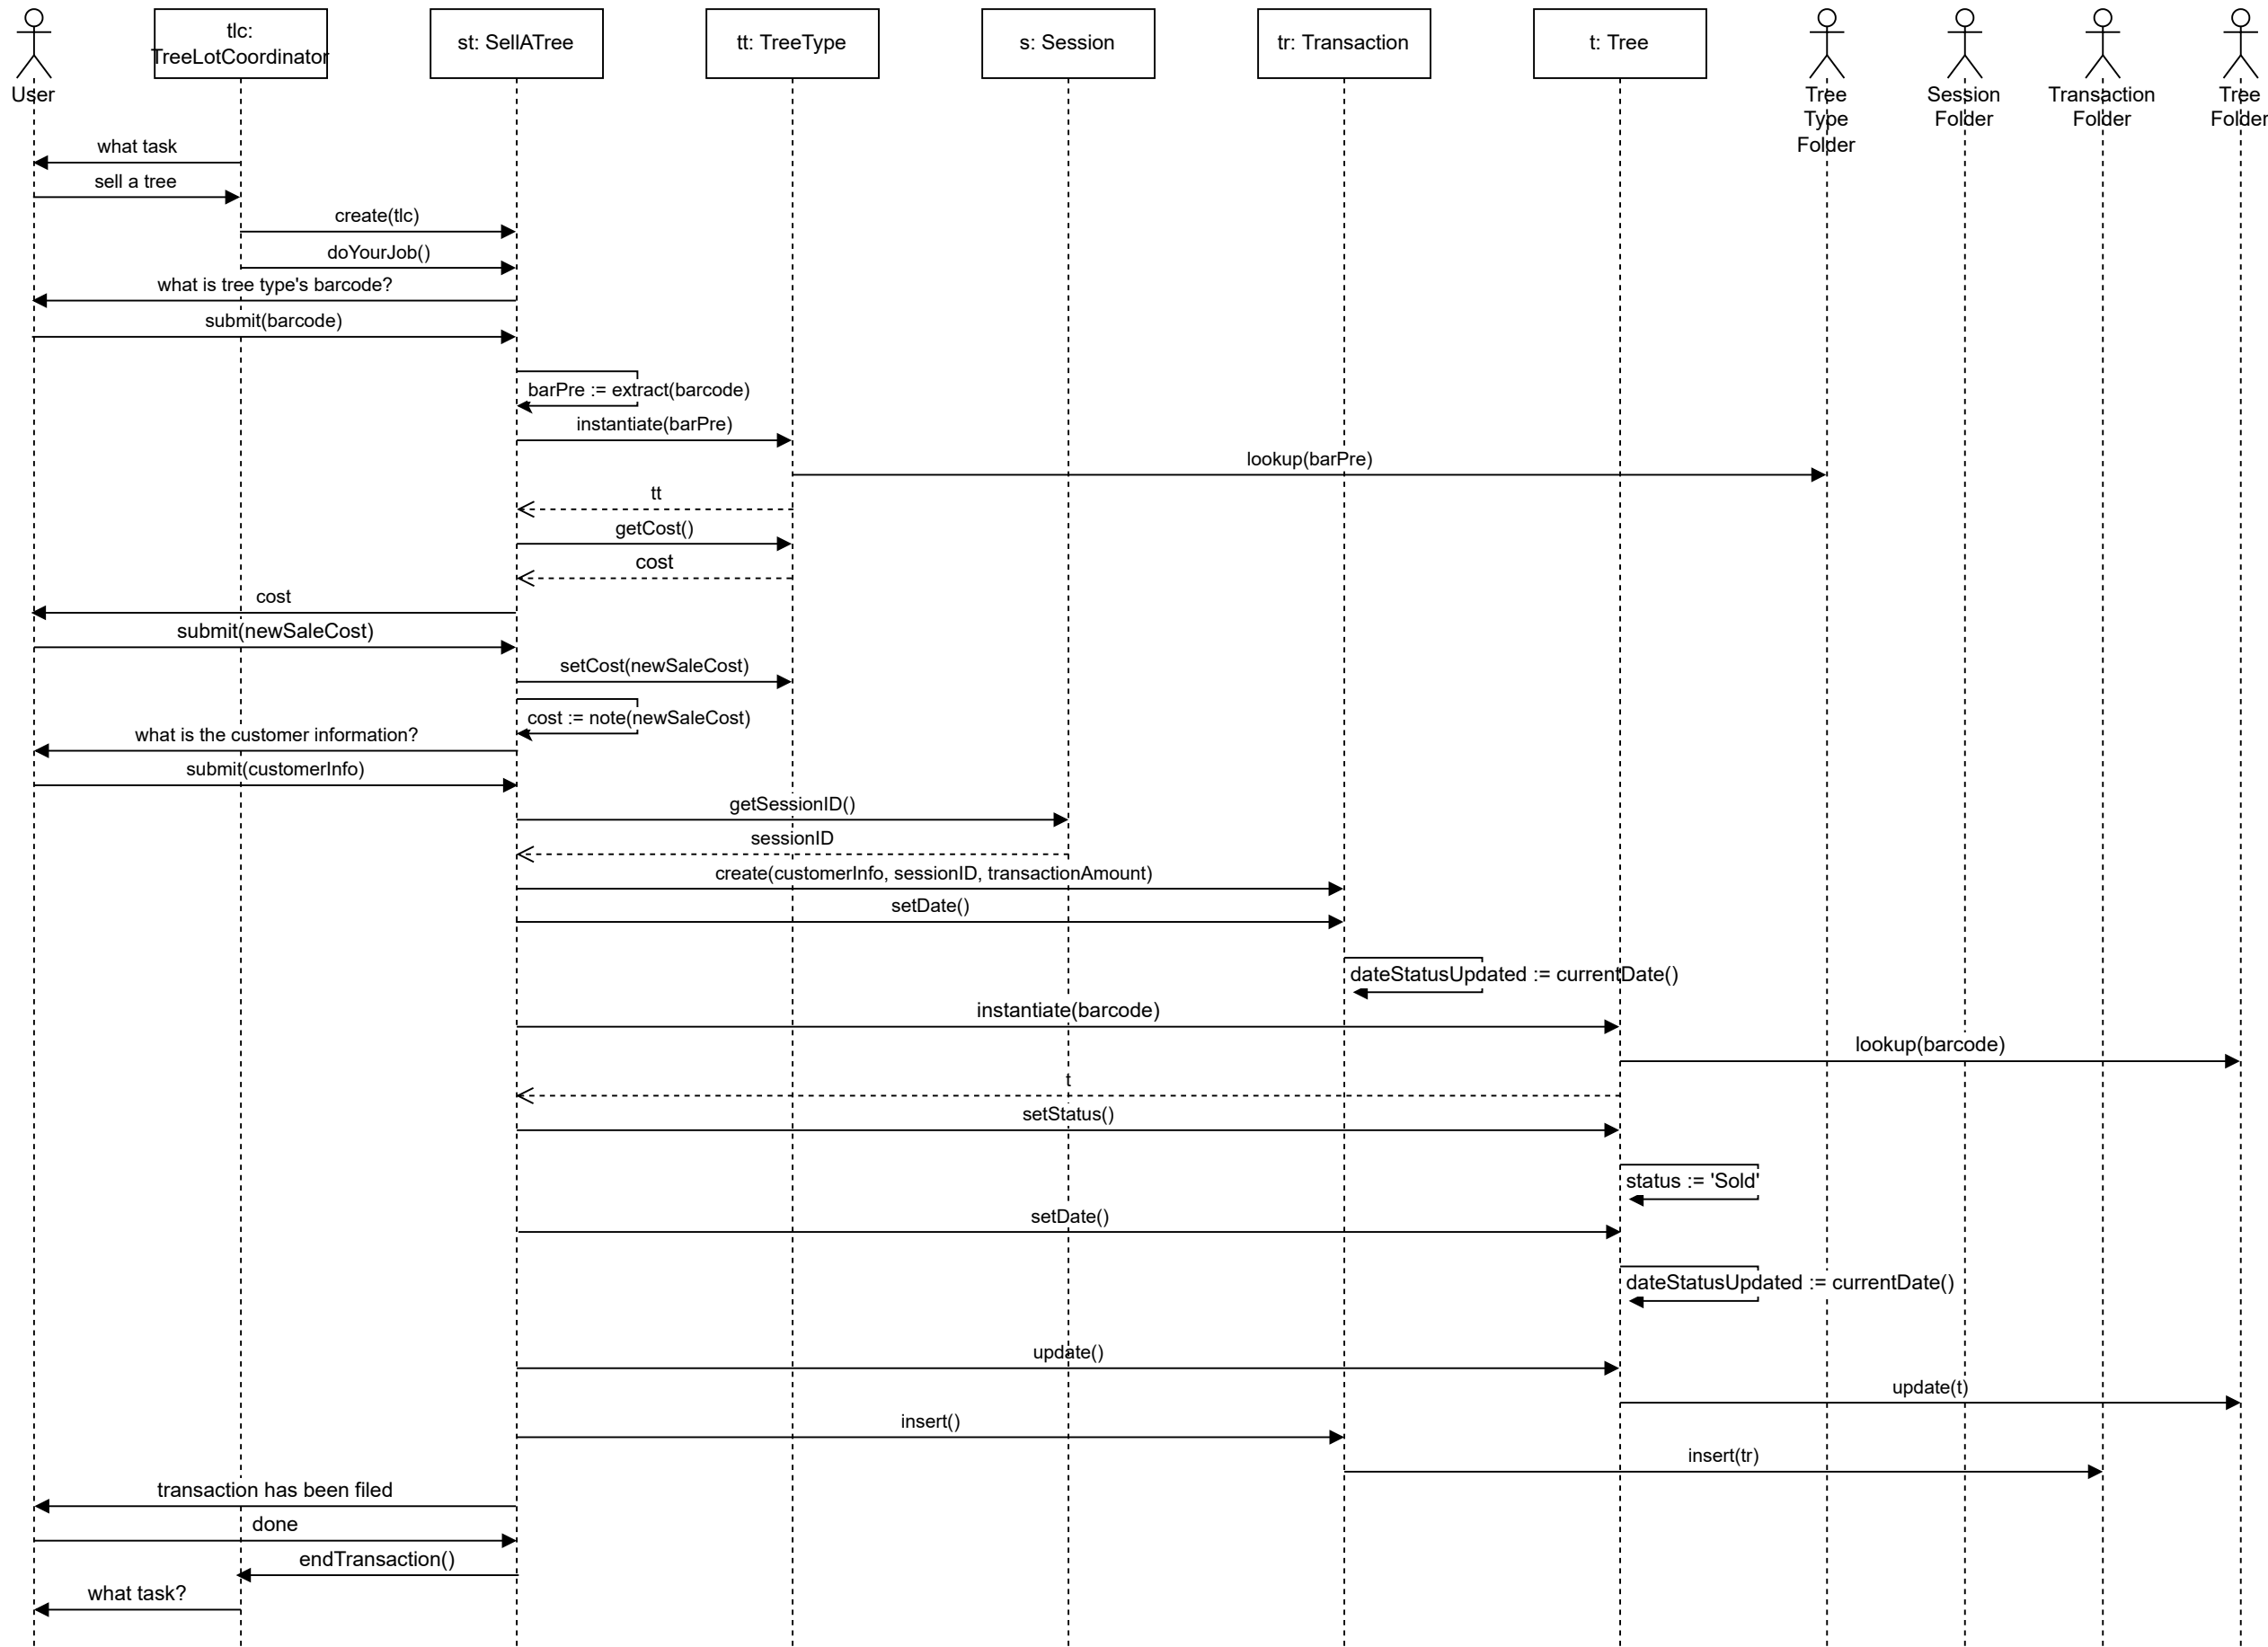 tlc:
TreeLotCoordinator
st: SellATree
tt: TreeType
s: Session
tr: Transaction
t: Tree
User
Tree
Type
Folder
Session
Folder
Transaction
Folder
Tree
Folder
what task
sell a tree
create(tlc)
doYourJob()
what is tree type's barcode?
submit(barcode)
barPre := extract(barcode)
instantiate(barPre)
lookup(barPre)
tt
getCost()
cost
cost
submit(newSaleCost)
setCost(newSaleCost)
cost := note(newSaleCost)
what is the customer information?
submit(customerInfo)
getSessionID()
sessionID
create(customerInfo, sessionID, transactionAmount)
setDate()
dateStatusUpdated := currentDate()
instantiate(barcode)
lookup(barcode)
t
setStatus()
status := 'Sold'
setDate()
dateStatusUpdated := currentDate()
update()
update(t)
insert()
insert(tr)
transaction has been filed
done
endTransaction()
what task?